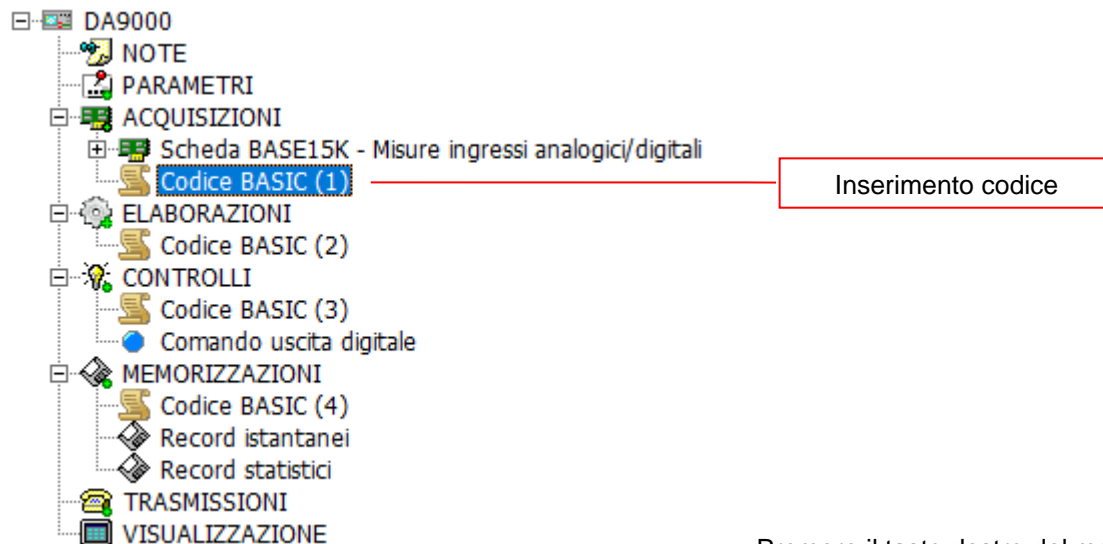 DA9000
NOTE
PARAMETRI
ACQUISIZIONI
Scheda BASE15K - Misure ingressi analogici/digitali
Codice BASIC (1)
Inserimento codice
ELABORAZIONI
Codice BASIC (2)
CONTROLLI
Codice BASIC (3)
Comando uscita digitale
MEMORIZZAZIONI
Codice BASIC (4)
Record istantanei
Record statistici
TRASMISSIONI
VISUALIZZAZIONE